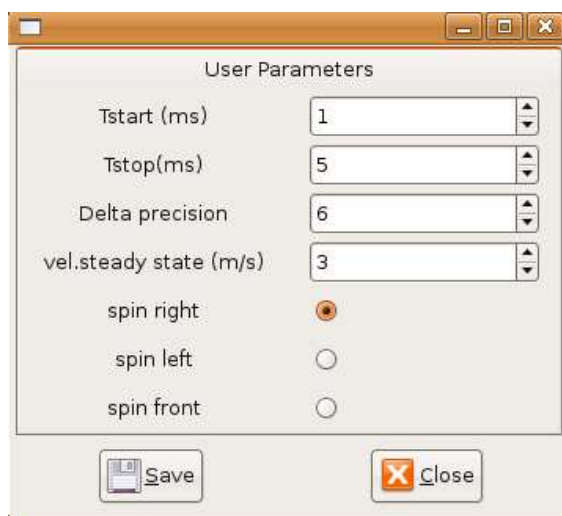 User Parameters
Tstart (ms) 1
Tstop(ms) 5
Delta precision 6
vel.steady state (m/s) 3
spin right
spin left
spin front
Save Close